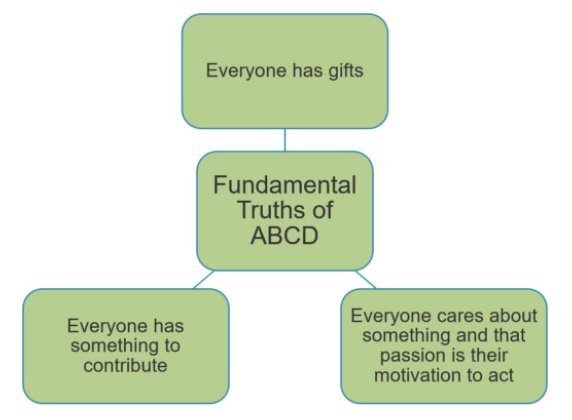 Everyone has gifts
Fundamental
Truths of
ABCD
Everyone has
something to
contribute
Everyone cares about
something and that
passion is their
motivation to act